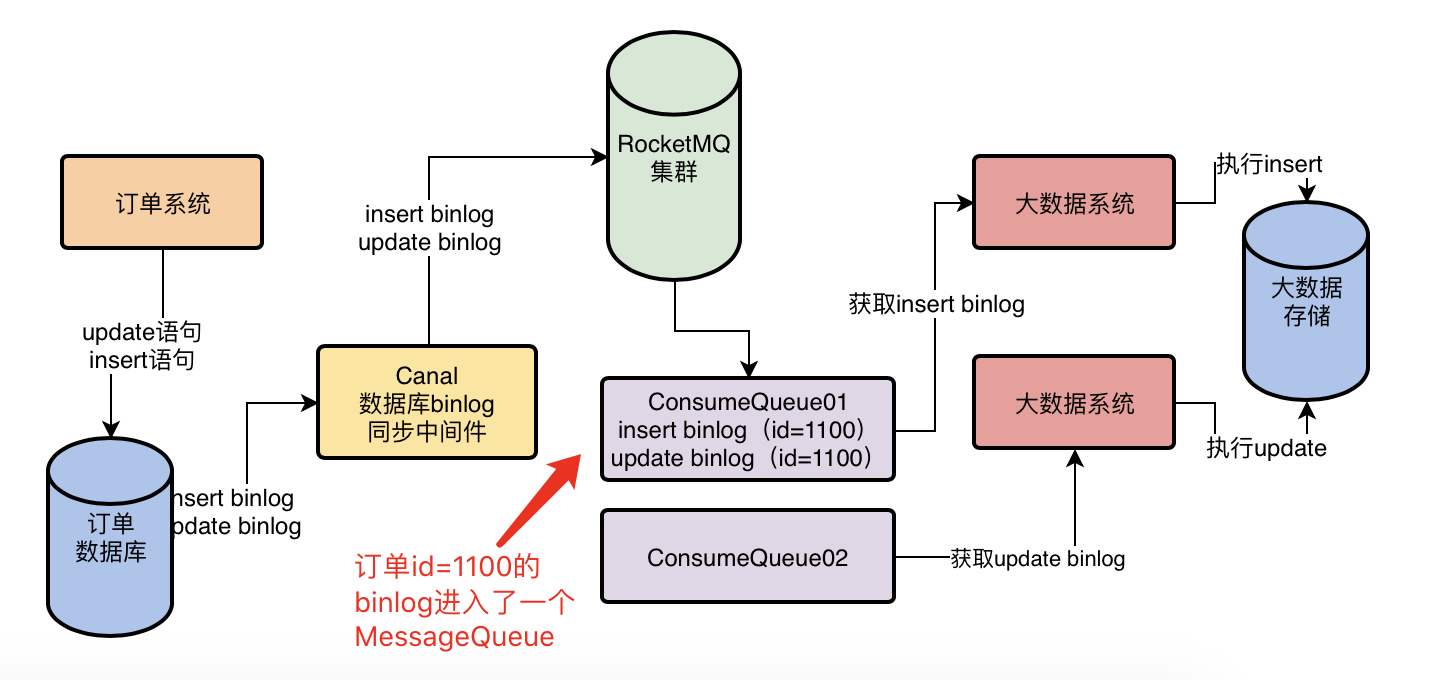 订单系统
update语句
insert语句
订单
数据库
nsert binlog
pdate binlog
Canal
数据库binlog
同步中间件
insert binlog
update binlog
RocketMQ
集群
ConsumeQueue01
insert binlog（id=1100）
update binlog（id=1100）
ConsumeQueue02
订单id=1100的
binlog进入了一个
MessageQueue
获取insert binlog
获取update binlog
大数据系统
大数据系统
执行insert
执行update
大数据
存储